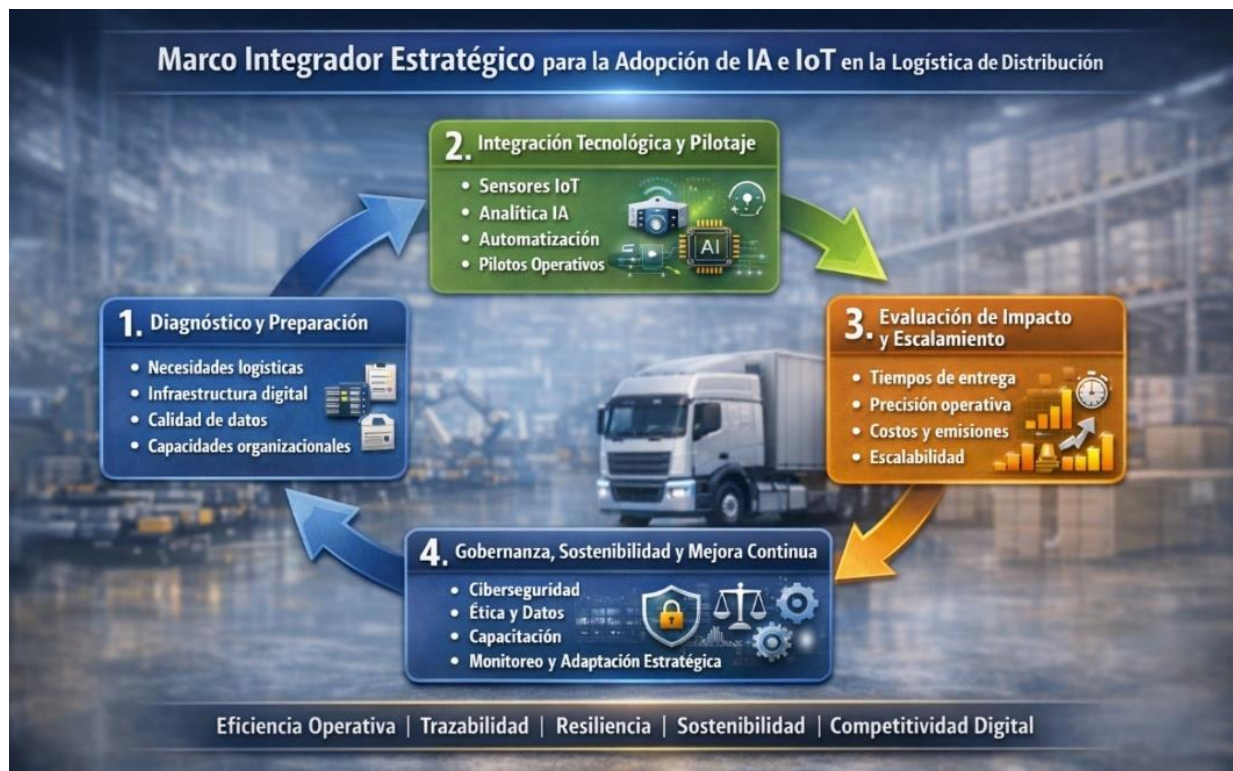 Marco Integrador Estratégico para la Adopción de IA e IoT en la Logística de Distribución
1. Diagnóstico y Preparación
• Necesidades logísticas
• Infraestructura digital
• Calidad de datos
• Capacidades organizacionales
2. Integración Tecnológica y Pilotaje
• Sensores IoT
• Analítica IA
• Automatización
• Pilotos Operativos
AI
3. Evaluación de Impacto
y Escalamiento
• Tiempos de entrega
• Precisión operativa
• Costos y emisiones
• Escalabilidad
4. Gobernanza, Sostenibilidad y Mejora Continua
• Ciberseguridad
• Ética y Datos
• Capacitación
• Monitoreo y Adaptación Estratégica
Eficiencia Operativa | Trazabilidad | Resiliencia | Sostenibilidad | Competitividad Digital